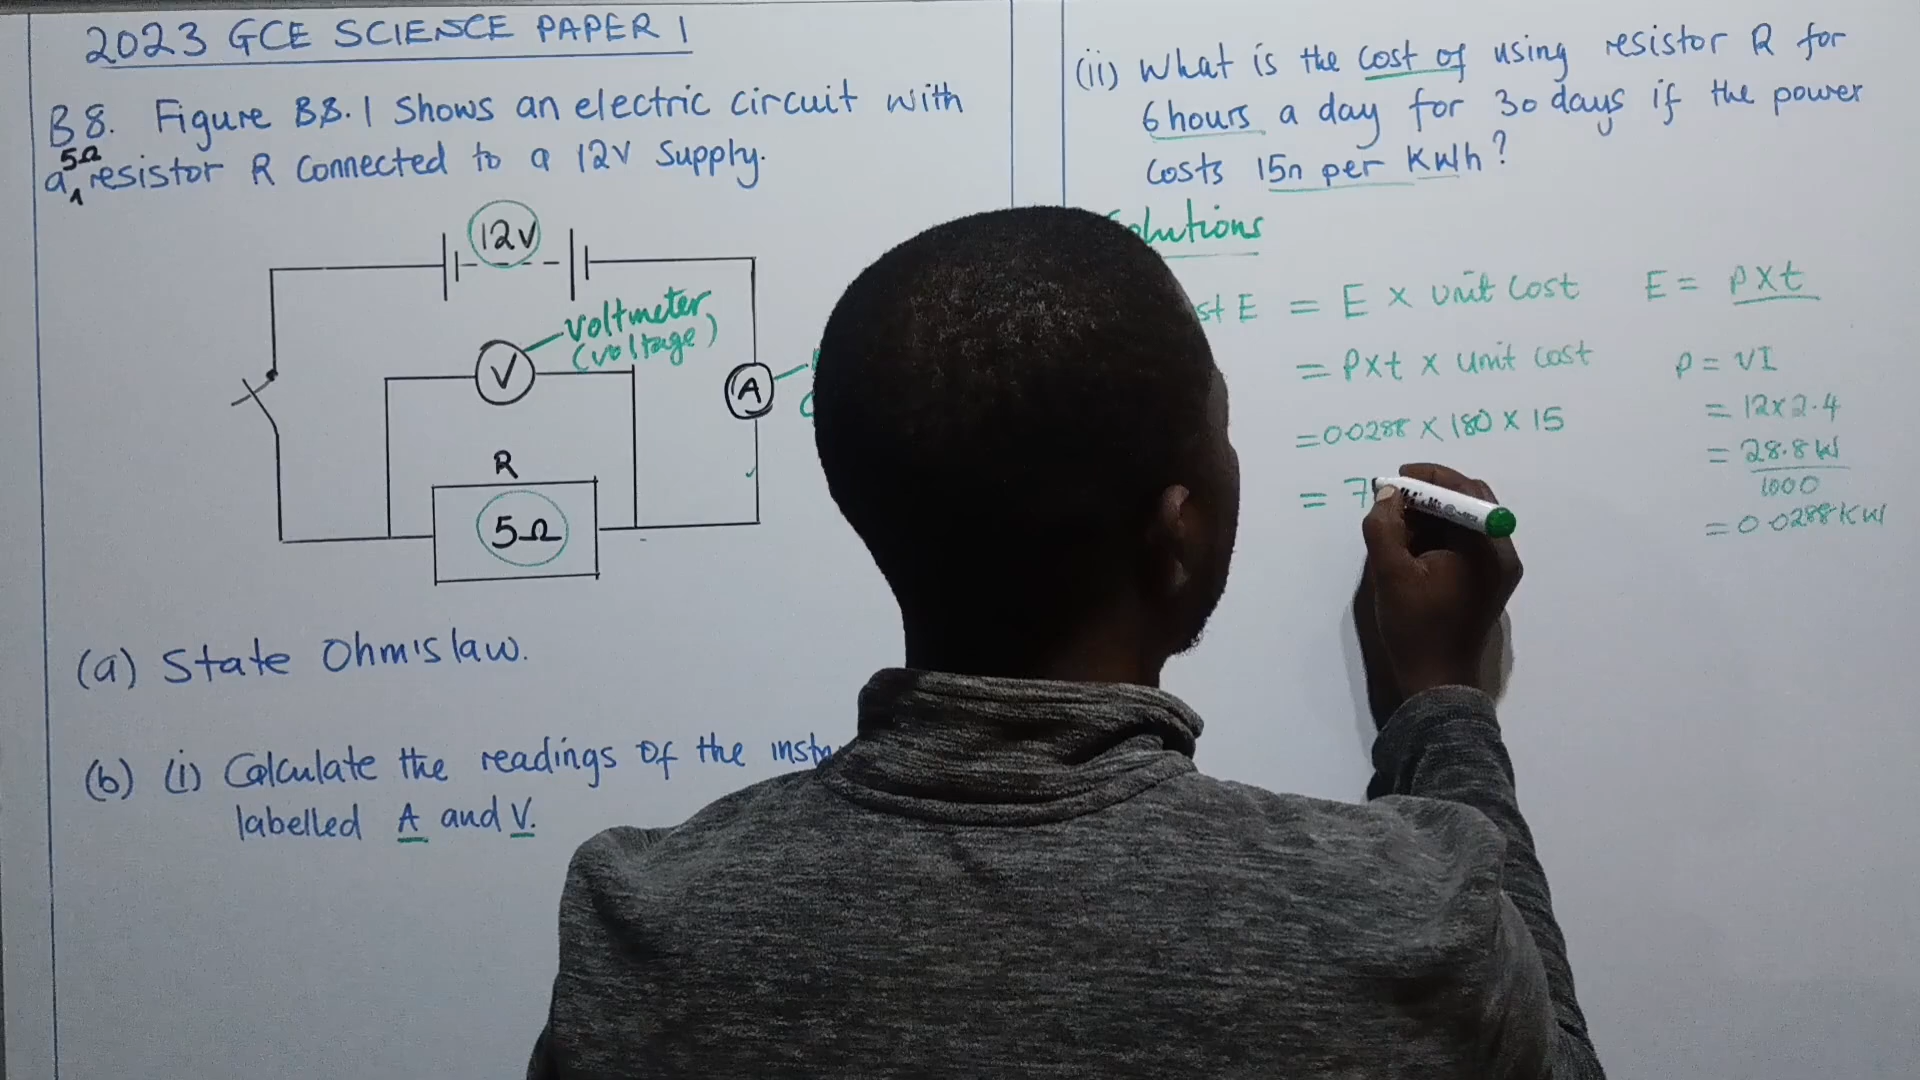 2023 GCE SCIENCE PAPER 1
B8. Figure B8.1 Shows an electric circuit with
5Ω
a resistor R connected to a 12V supply.
12V
voltmeter
(voltage)
V
A
R
5Ω
(a) State Ohm's law.
(b) (i) Calculate the readings of the
labelled A and V.
(ii) What is the cost of using resistor R for
6 hours a day for 30 days if the power
costs 15n per KWh?
Solutions
E = E x unit cost
= P x t x unit cost
= 0.0288 x 180 x 15
= 7
E = P x t
P = VI
= 12 x 2.4
= 28.8 W
1000
= 0.0288 KW